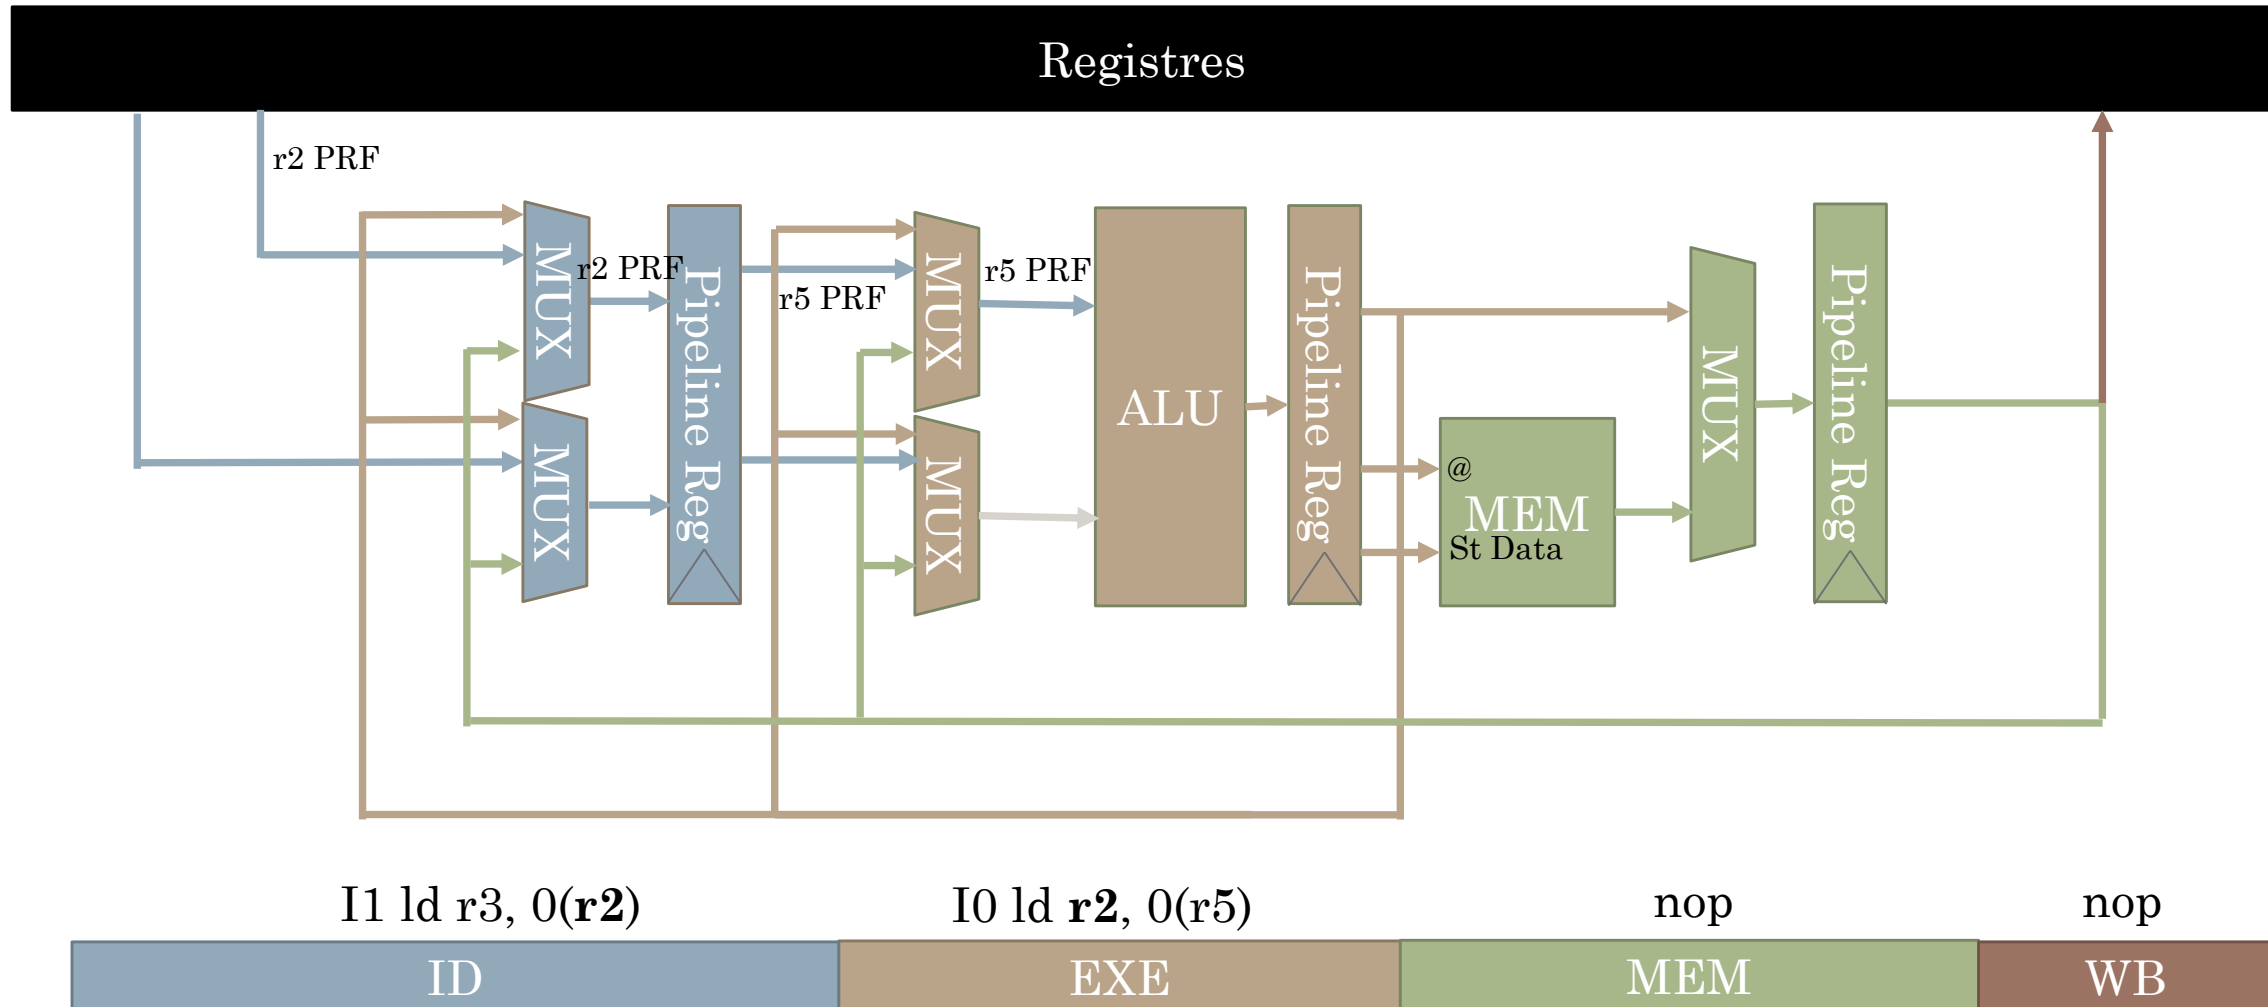 Registres
r2 PRF
MUX
r2 PRF
Pipeline Reg
r5 PRF
MUX
r5 PRF
ALU
Pipeline Reg
MUX
Pipeline Reg
MUX
MUX
@
MEM
St Data
I1 ld r3, 0(r2)
I0 ld r2, 0(r5)
nop
nop
ID
EXE
MEM
WB